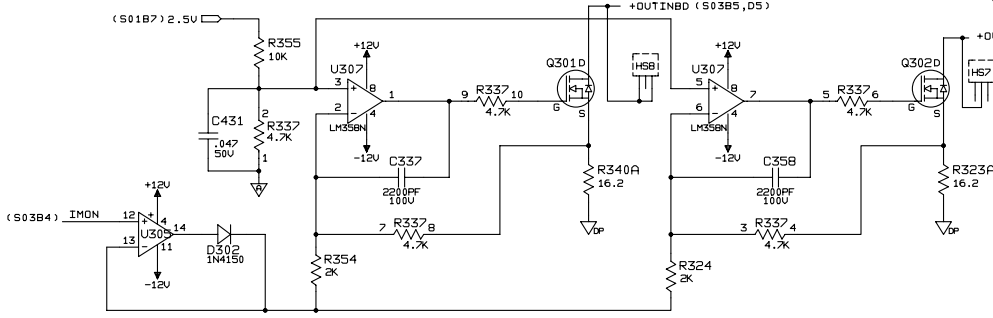 +OUTINBD (S03B5,D5)
(S01B7) 2.5V
R355
10K
C431
.047
50V
2
R337
4.7K
1
A
+12V
U307
3
+
8
1
2
-
4
LM358N
-12V
9
R337
10
4.7K
Q301
D
G
S
HS8
C337
2200PF
100V
7
R337
8
4.7K
R340A
16.2
DP
R354
2K
(S03B4)
IMON
+12V
12
+
+
4
14
U305
13
-
11
-12V
D302
1N4150
+12V
U307
5
+
8
7
6
-
4
LM358N
-12V
5
R337
6
4.7K
Q302
D
G
S
+OU
HS7
C358
2200PF
100V
3
R337
4
4.7K
R323A
16.2
DP
R324
2K